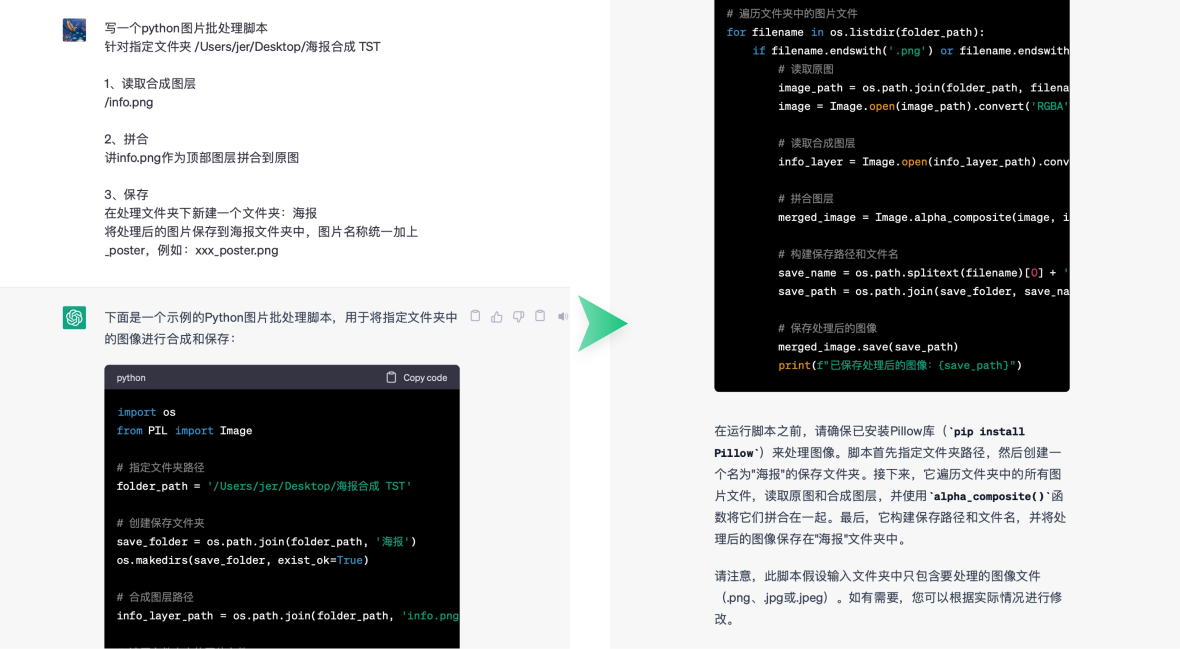 写一个python图片批处理脚本
针对指定文件夹 /Users/jer/Desktop/海报合成 TST
1、读取合成图层
/info.png
2、拼合
讲info.png作为顶部图层拼合到原图
3、保存
在处理文件夹下新建一个文件夹：海报
将处理后的图片保存到海报文件夹中，图片名称统一加上
_poster，例如：xxx_poster.png
下面是一个示例的Python图片批处理脚本，用于将指定文件夹中
的图像进行合成和保存：
python
Copy code
import os
from PIL import Image
# 指定文件夹路径
folder_path = '/Users/jer/Desktop/海报合成 TST'
# 创建保存文件夹
save_folder = os.path.join(folder_path, '海报')
os.makedirs(save_folder, exist_ok=True)
# 合成图层路径
info_layer_path = os.path.join(folder_path, 'info.png
# 遍历文件夹中的图片文件
for filename in os.listdir(folder_path):
if filename.endswith('.png') or filename.endswith
# 读取原图
image_path = os.path.join(folder_path, filena
image = Image.open(image_path).convert('RGBA'
# 读取合成图层
info_layer = Image.open(info_layer_path).conv
# 拼合图层
merged_image = Image.alpha_composite(image, i
# 构建保存路径和文件名
save_name = os.path.splitext(filename)[0] + '
save_path = os.path.join(save_folder, save_na
# 保存处理后的图像
merged_image.save(save_path)
print(f"已保存处理后的图像：{save_path}")
在运行脚本之前，请确保已安装Pillow库（`pip install
Pillow`）来处理图像。脚本首先指定文件夹路径，然后创建一
个名为"海报"的保存文件夹。接下来，它遍历文件夹中的所有图
片文件，读取原图和合成图层，并使用`alpha_composite()`函
数将它们拼合在一起。最后，它构建保存路径和文件名，并将处
理后的图像保存在"海报"文件夹中。
请注意，此脚本假设输入文件夹中只包含要处理的图像文件
（.png、.jpg或.jpeg）。如有需要，您可以根据实际情况进行修
改。